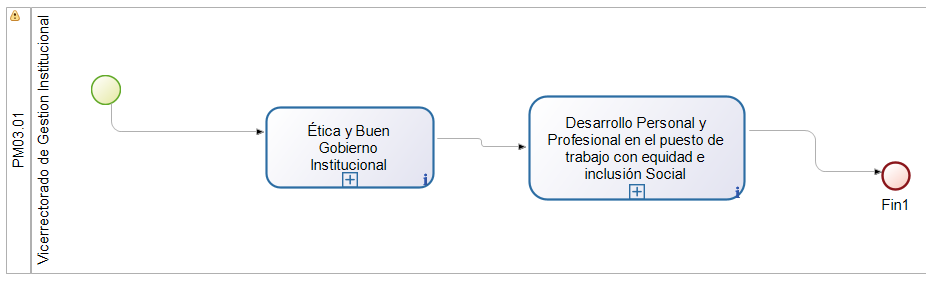 PM03.01
Vicerrectorado de Gestion Institucional
Ética y Buen
Gobierno
Institucional
Desarrollo Personal y
Profesional en el puesto de
trabajo con equidad e
inclusión Social
Fin1